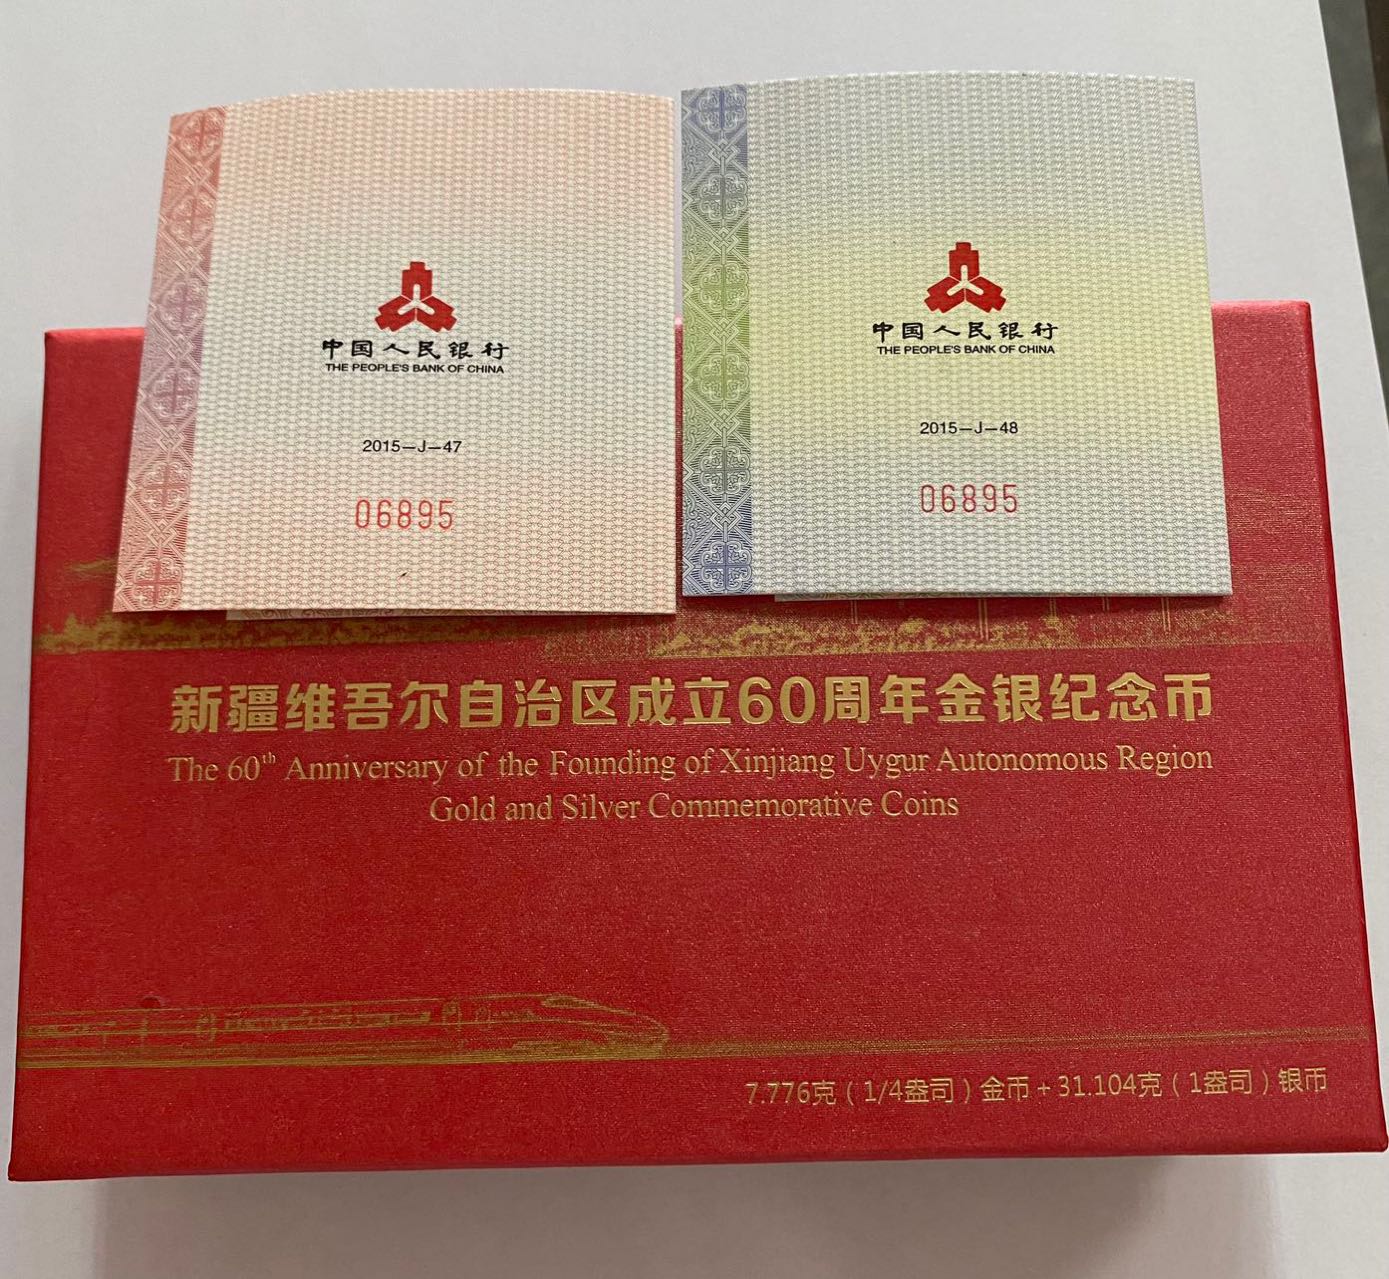 中国人民银行
THE PEOPLE'S BANK OF CHINA
2015—J—47
06895
中国人民银行
THE PEOPLE'S BANK OF CHINA
2015—J—48
06895
新疆维吾尔自治区成立60周年金银纪念币
The 60th Anniversary of the Founding of Xinjiang Uygur Autonomous Region
Gold and Silver Commemorative Coins
7.776克（1/4盎司）金币+31.104克（1盎司）银币